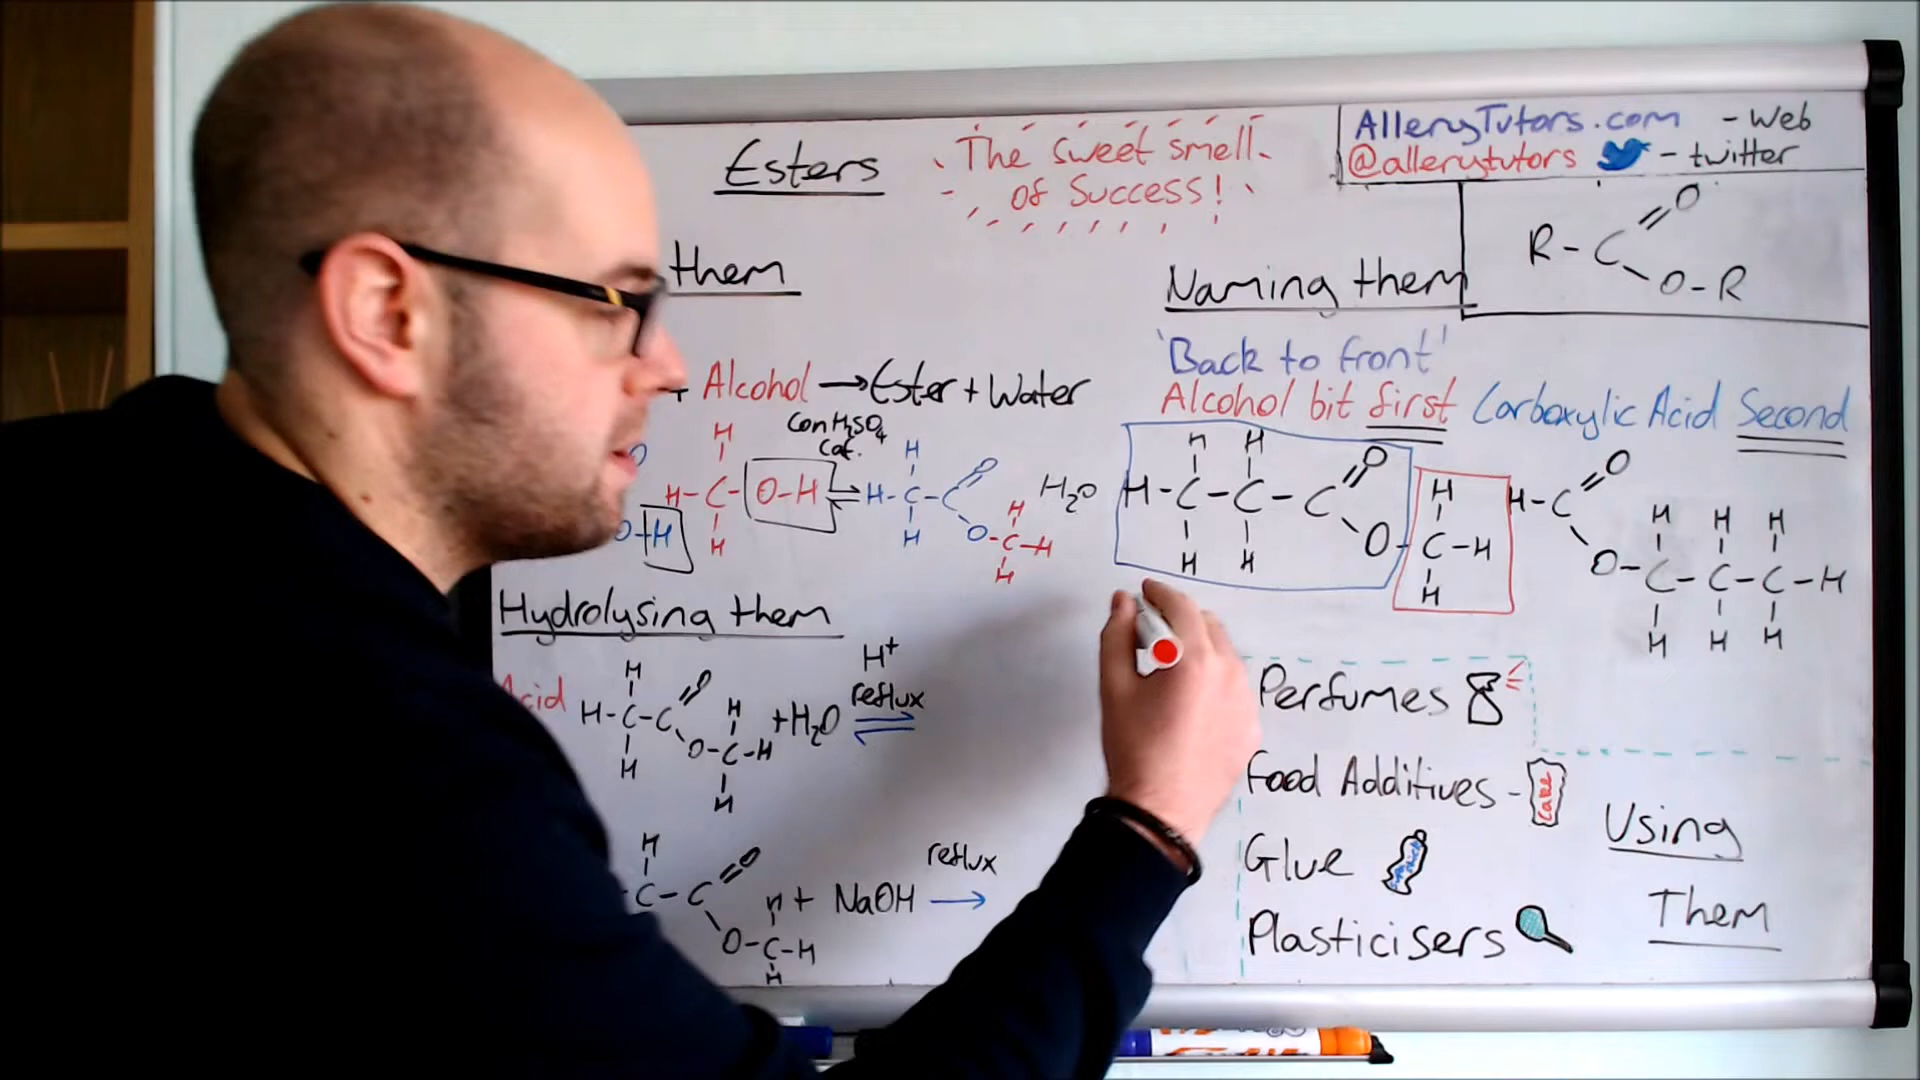 Esters
The sweet smell
of Success!
AlleryTutors.com - Web
@allerytutors - twitter
R-C
O
O-R
them
+ Alcohol → Ester + Water
Con H2SO4
Cat.
O
H
H-C-O-H
H
O-H
⇌
H
H-C-C
H
O
O-C-H
H
H
H2O
Naming them
'Back to front'
Alcohol bit first Carboxylic Acid Second
H H
H-C-C-C
H H
O
O-C-H
H
H
H-C
O
O-C-C-C-H
H H H
H H H
Hydrolysing them
Acid
H
H-C-C
H
O
O-C-H
H
H
+H2O
H+
reflux
⇌
H
C-C
O
O-C-H
H
H
+ NaOH
reflux
→
Perfumes
Food Additives - Cake
Glue
Plasticisers
Using
Them